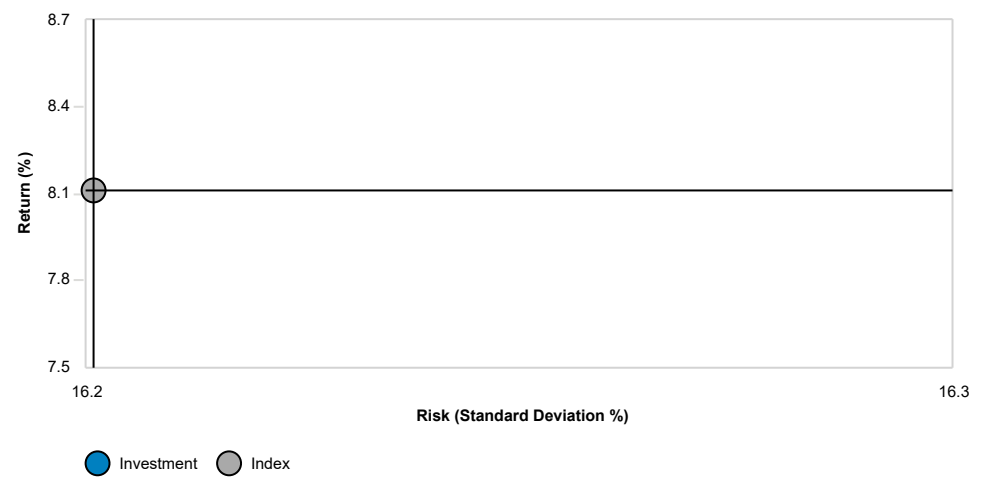 8.7
8.4
8.1
7.8
7.5
Return (%)
16.2 16.3
Risk (Standard Deviation %)
Investment Index